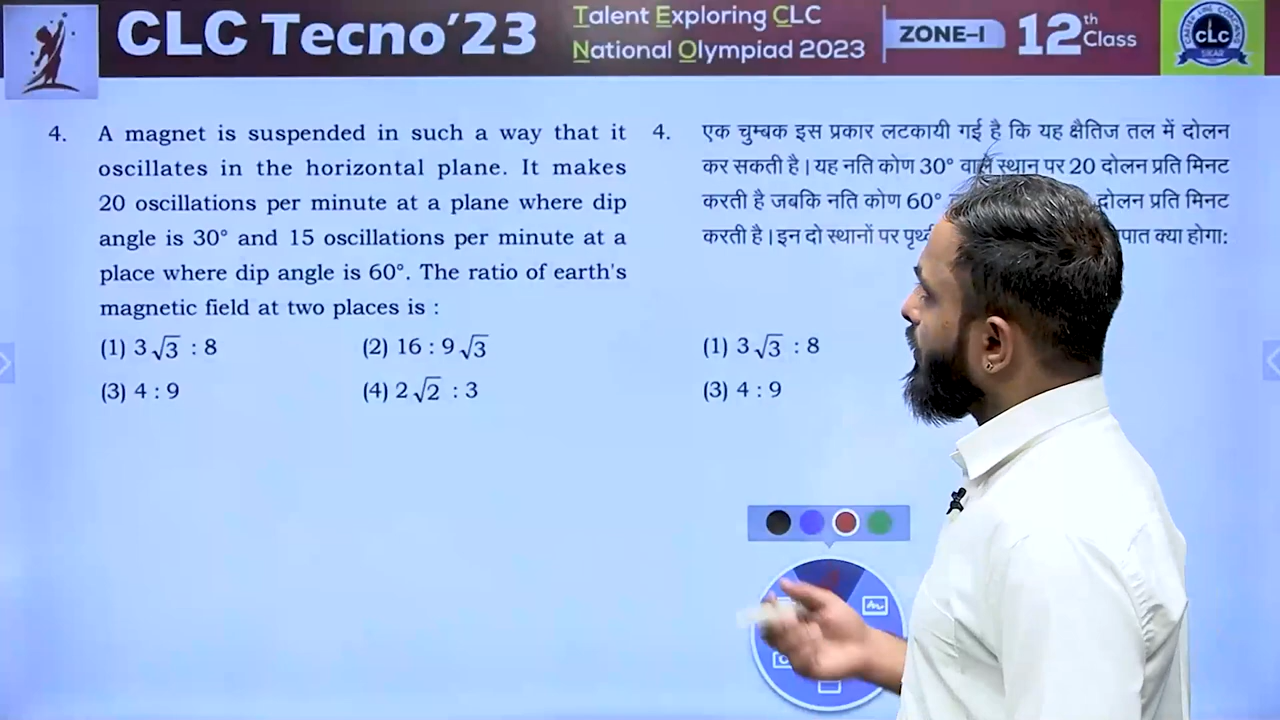 CLC Tecno'23
Talent Exploring CLC
National Olympiad 2023
ZONE-I
12th Class
CLC
SIKAR
4. A magnet is suspended in such a way that it
oscillates in the horizontal plane. It makes
20 oscillations per minute at a plane where dip
angle is 30° and 15 oscillations per minute at a
place where dip angle is 60°. The ratio of earth's
magnetic field at two places is :
(1) 3√3 : 8 (2) 16 : 9√3
(3) 4 : 9 (4) 2√2 : 3
4. एक चुम्बक इस प्रकार लटकायी गई है कि यह क्षैतिज तल में दोलन
कर सकती है। यह नति कोण 30° वाले स्थान पर 20 दोलन प्रति मिनट
करती है जबकि नति कोण 60° दोलन प्रति मिनट
करती है। इन दो स्थानों पर क्या होगा:
(1) 3√3 : 8
(3) 4 : 9